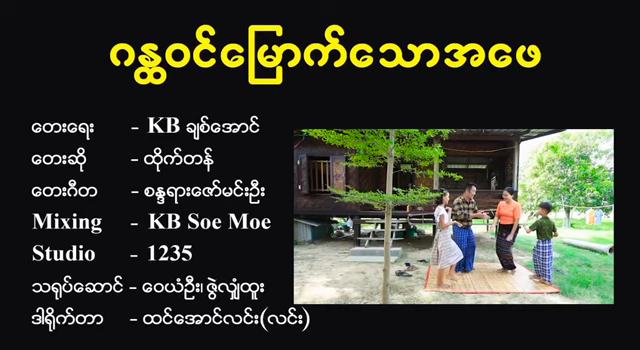 ဂန္ထဝင်မြောက်သောအဖေ
တေးရေး - KB ချစ်အောင်
တေးဆို - ထိုက်တန်
တေးဂီတ - စန္ဒရားဇော်မင်းဦး
Mixing - KB Soe Moe
Studio - 1235
သရုပ်ဆောင် - ဝေယံဦး၊ ဇွဲလျှံထူး
ဒါရိုက်တာ - ထင်အောင်လင်း(လင်း)